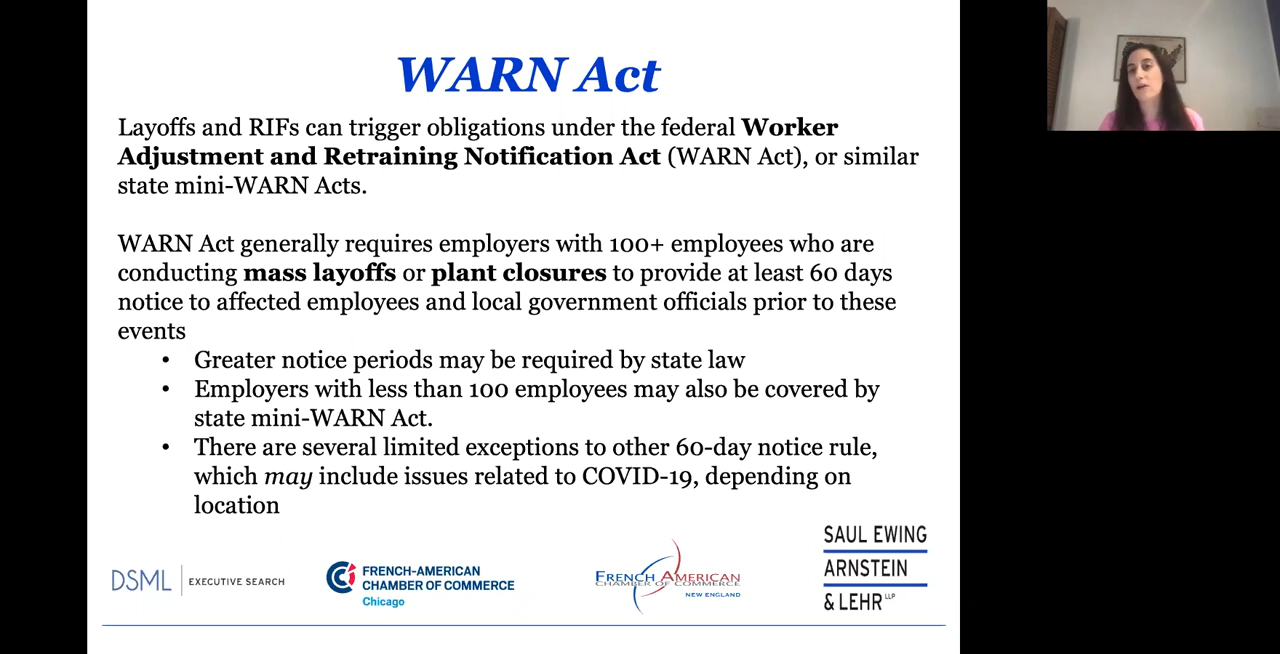 WARN Act
Layoffs and RIFs can trigger obligations under the federal Worker
Adjustment and Retraining Notification Act (WARN Act), or similar
state mini-WARN Acts.
WARN Act generally requires employers with 100+ employees who are
conducting mass layoffs or plant closures to provide at least 60 days
notice to affected employees and local government officials prior to these
events
• Greater notice periods may be required by state law
• Employers with less than 100 employees may also be covered by
state mini-WARN Act.
• There are several limited exceptions to other 60-day notice rule,
which may include issues related to COVID-19, depending on
location
DSML EXECUTIVE SEARCH
FRENCH-AMERICAN
CHAMBER OF COMMERCE
Chicago
FRENCH AMERICAN
CHAMBER OF COMMERCE
NEW ENGLAND
SAUL EWING
ARNSTEIN
& LEHR LLP